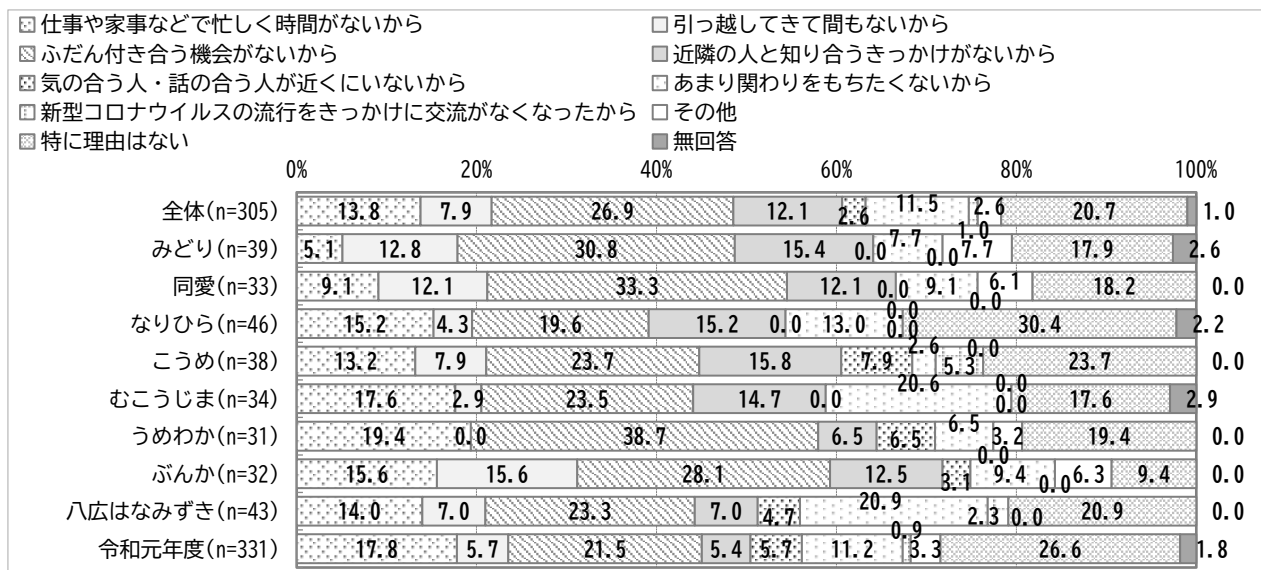 仕事や家事などで忙しく時間がないから 引っ越してきて間もないから
ふだん付き合う機会がないから 近隣の人と知り合うきっかけがないから
気の合う人・話の合う人が近くにいないから あまり関わりをもちたくないから
新型コロナウイルスの流行をきっかけに交流がなくなったから その他
特に理由はない 無回答
0% 20% 40% 60% 80% 100%
全体(n=305) 13.8 7.9 26.9 12.1 2.6 11.5 1.0 2.6 20.7 1.0
みどり(n=39) 5.1 12.8 30.8 15.4 0.0 7.7 0.0 7.7 17.9 2.6
同愛(n=33) 9.1 12.1 33.3 12.1 0.0 9.1 0.0 6.1 18.2 0.0
なりひら(n=46) 15.2 4.3 19.6 15.2 0.0 13.0 0.0 0.0 30.4 2.2
こうめ(n=38) 13.2 7.9 23.7 15.8 7.9 2.6 5.3 0.0 23.7 0.0
むこうじま(n=34) 17.6 2.9 23.5 14.7 0.0 20.6 0.0 0.0 17.6 2.9
うめわか(n=31) 19.4 0.0 38.7 6.5 6.5 6.5 0.0 3.2 19.4 0.0
ぶんか(n=32) 15.6 15.6 28.1 12.5 3.1 9.4 0.0 6.3 9.4 0.0
八広はなみずき(n=43) 14.0 7.0 23.3 7.0 4.7 20.9 2.3 0.0 20.9 0.0
令和元年度(n=331) 17.8 5.7 21.5 5.4 5.7 11.2 0.9 3.3 26.6 1.8